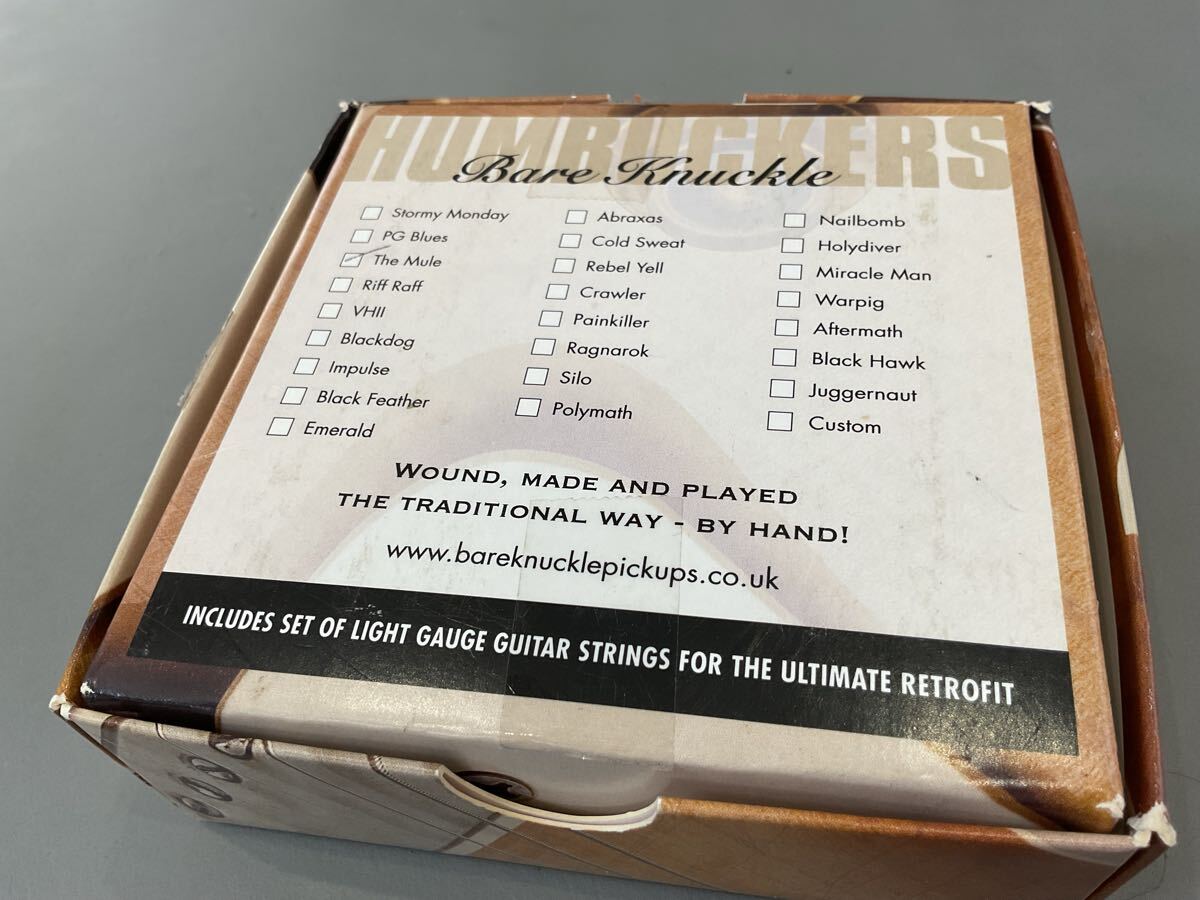 HUMBUCKERS
Bare Knuckle
Stormy Monday
PG Blues
The Mule
Riff Raff
VHII
Blackdog
Impulse
Black Feather
Emerald
Abraxas
Cold Sweat
Rebel Yell
Crawler
Painkiller
Ragnarok
Silo
Polymath
Nailbomb
Holydiver
Miracle Man
Warpig
Aftermath
Black Hawk
Juggernaut
Custom
WOUND, MADE AND PLAYED
THE TRADITIONAL WAY - BY HAND!
www.bareknucklepickups.co.uk
INCLUDES SET OF LIGHT GAUGE GUITAR STRINGS FOR THE ULTIMATE RETROFIT